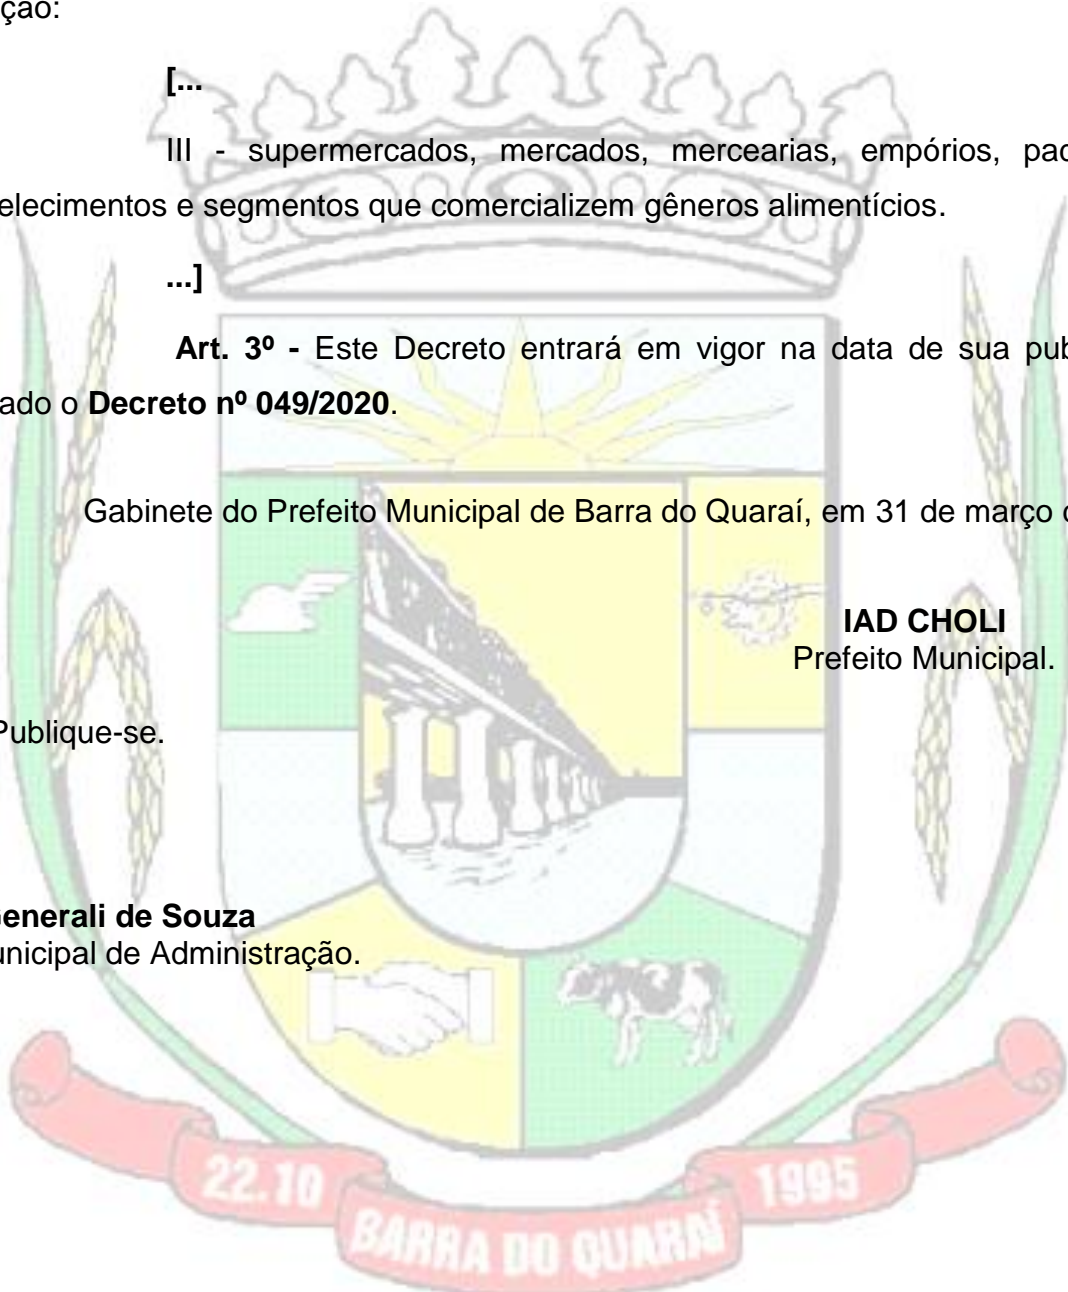 ção:
[...
III - supermercados, mercados, mercearias, empórios, pad
elecimentos e segmentos que comercializem gêneros alimentícios.
...]
Art. 3º - Este Decreto entrará em vigor na data de sua pub
ado o Decreto nº 049/2020.
Gabinete do Prefeito Municipal de Barra do Quaraí, em 31 de março
IAD CHOLI
Prefeito Municipal.
Publique-se.
Generali de Souza
unicipal de Administração.
22.10
1995
BARRA DO QUARAÍ